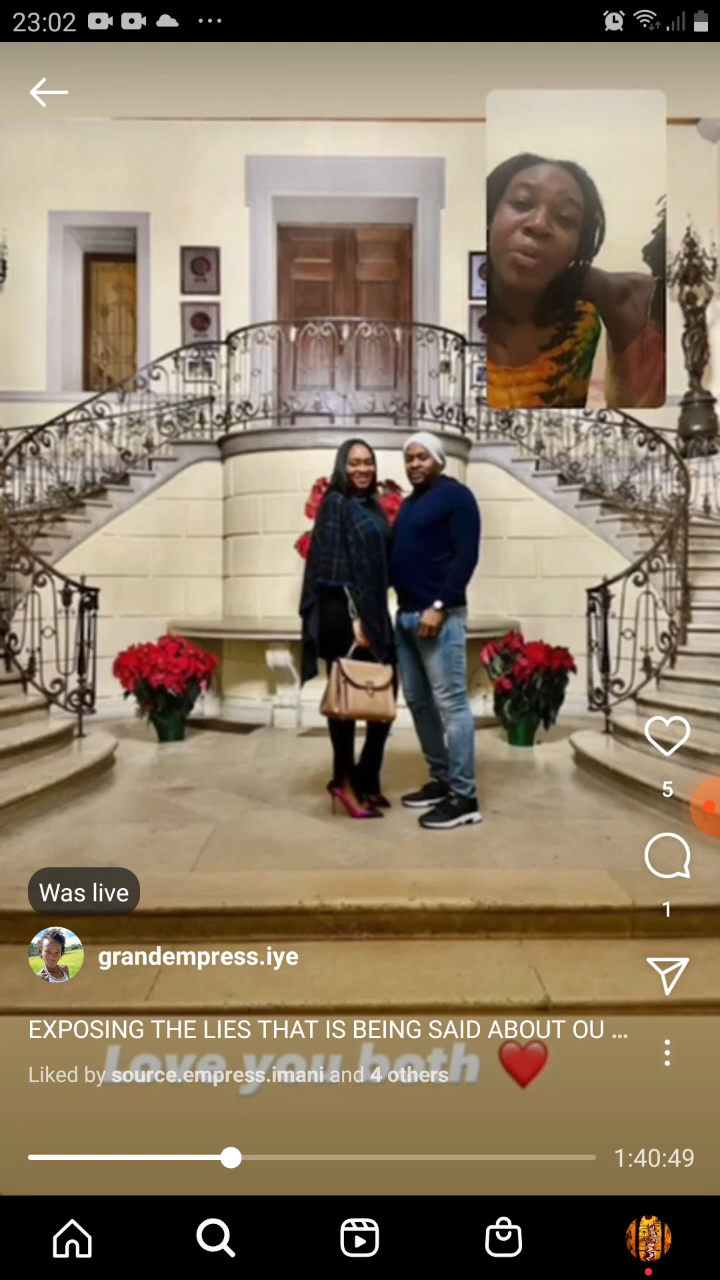 23:02
Was live
grandempress.iye
EXPOSING THE LIES THAT IS BEING SAID ABOUT OU ...
Love you both
Liked by source.empress.imani and 4 others
5
1
1:40:49